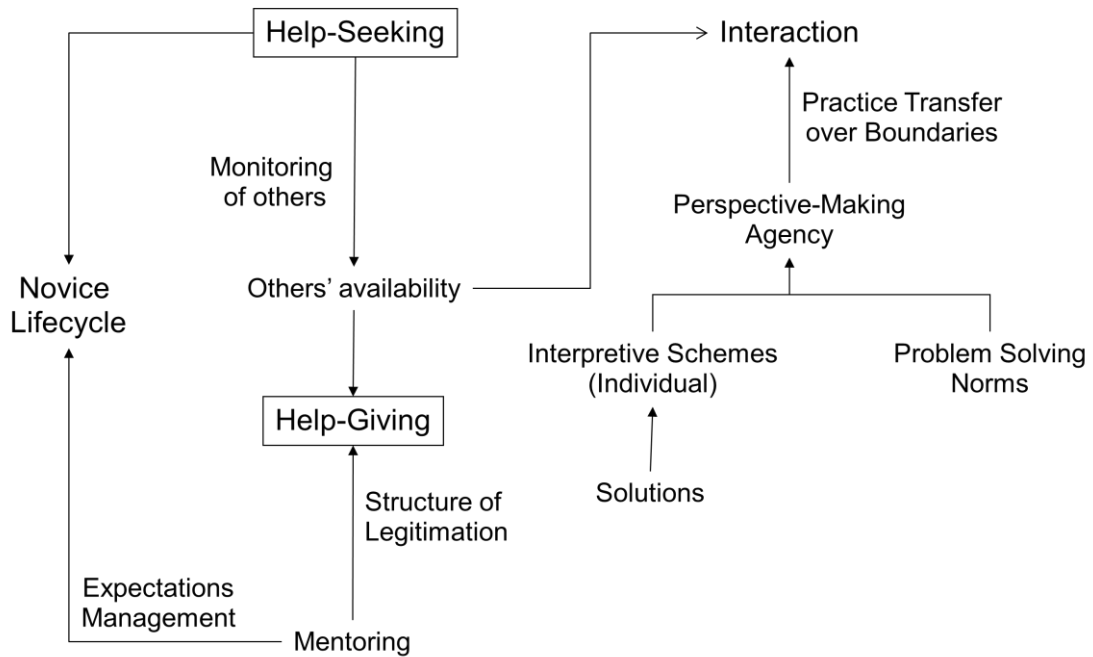 Help-Seeking
Interaction
Practice Transfer
over Boundaries
Monitoring
of others
Perspective-Making
Agency
Novice
Lifecycle
Others’ availability
Interpretive Schemes
(Individual)
Problem Solving
Norms
Help-Giving
Solutions
Structure of
Legitimation
Expectations
Management
Mentoring